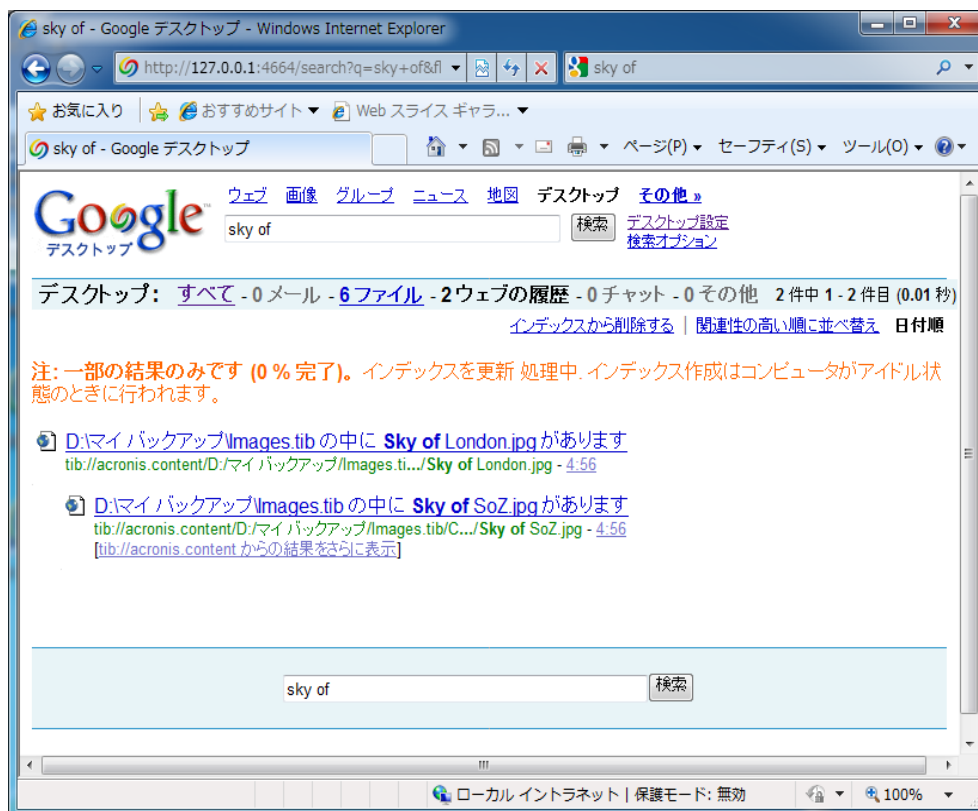 sky of - Google デスクトップ - Windows Internet Explorer
http://127.0.0.1:4664/search?q=sky+of&fl
sky of
お気に入り おすすめサイト Web スライス ギャラ...
sky of - Google デスクトップ ページ(P) セーフティ(S) ツール(O)
ウェブ 画像 グループ ニュース 地図 デスクトップ その他 »
Google™
デスクトップ
sky of 検索 デスクトップ設定
検索オプション
デスクトップ: すべて - 0 メール - 6 ファイル - 2 ウェブの履歴 - 0 チャット - 0 その他 2 件中 1 - 2 件目 (0.01 秒)
インデックスから削除する | 関連性の高い順に並べ替え 日付順
注: 一部の結果のみです (0 % 完了)。インデックスを更新 処理中. インデックス作成はコンピュータがアイドル状
態のときに行われます。
D:\マイ バックアップ\Images.tib の中に Sky of London.jpg があります
tib://acronis.content/D:/マイ バックアップ/Images.ti.../Sky of London.jpg - 4:56
D:\マイ バックアップ\Images.tib の中に Sky of SoZ.jpg があります
tib://acronis.content/D:/マイ バックアップ/Images.tib/C.../Sky of SoZ.jpg - 4:56
[tib://acronis.content からの結果をさらに表示]
sky of 検索
ローカル イントラネット | 保護モード: 無効 100%